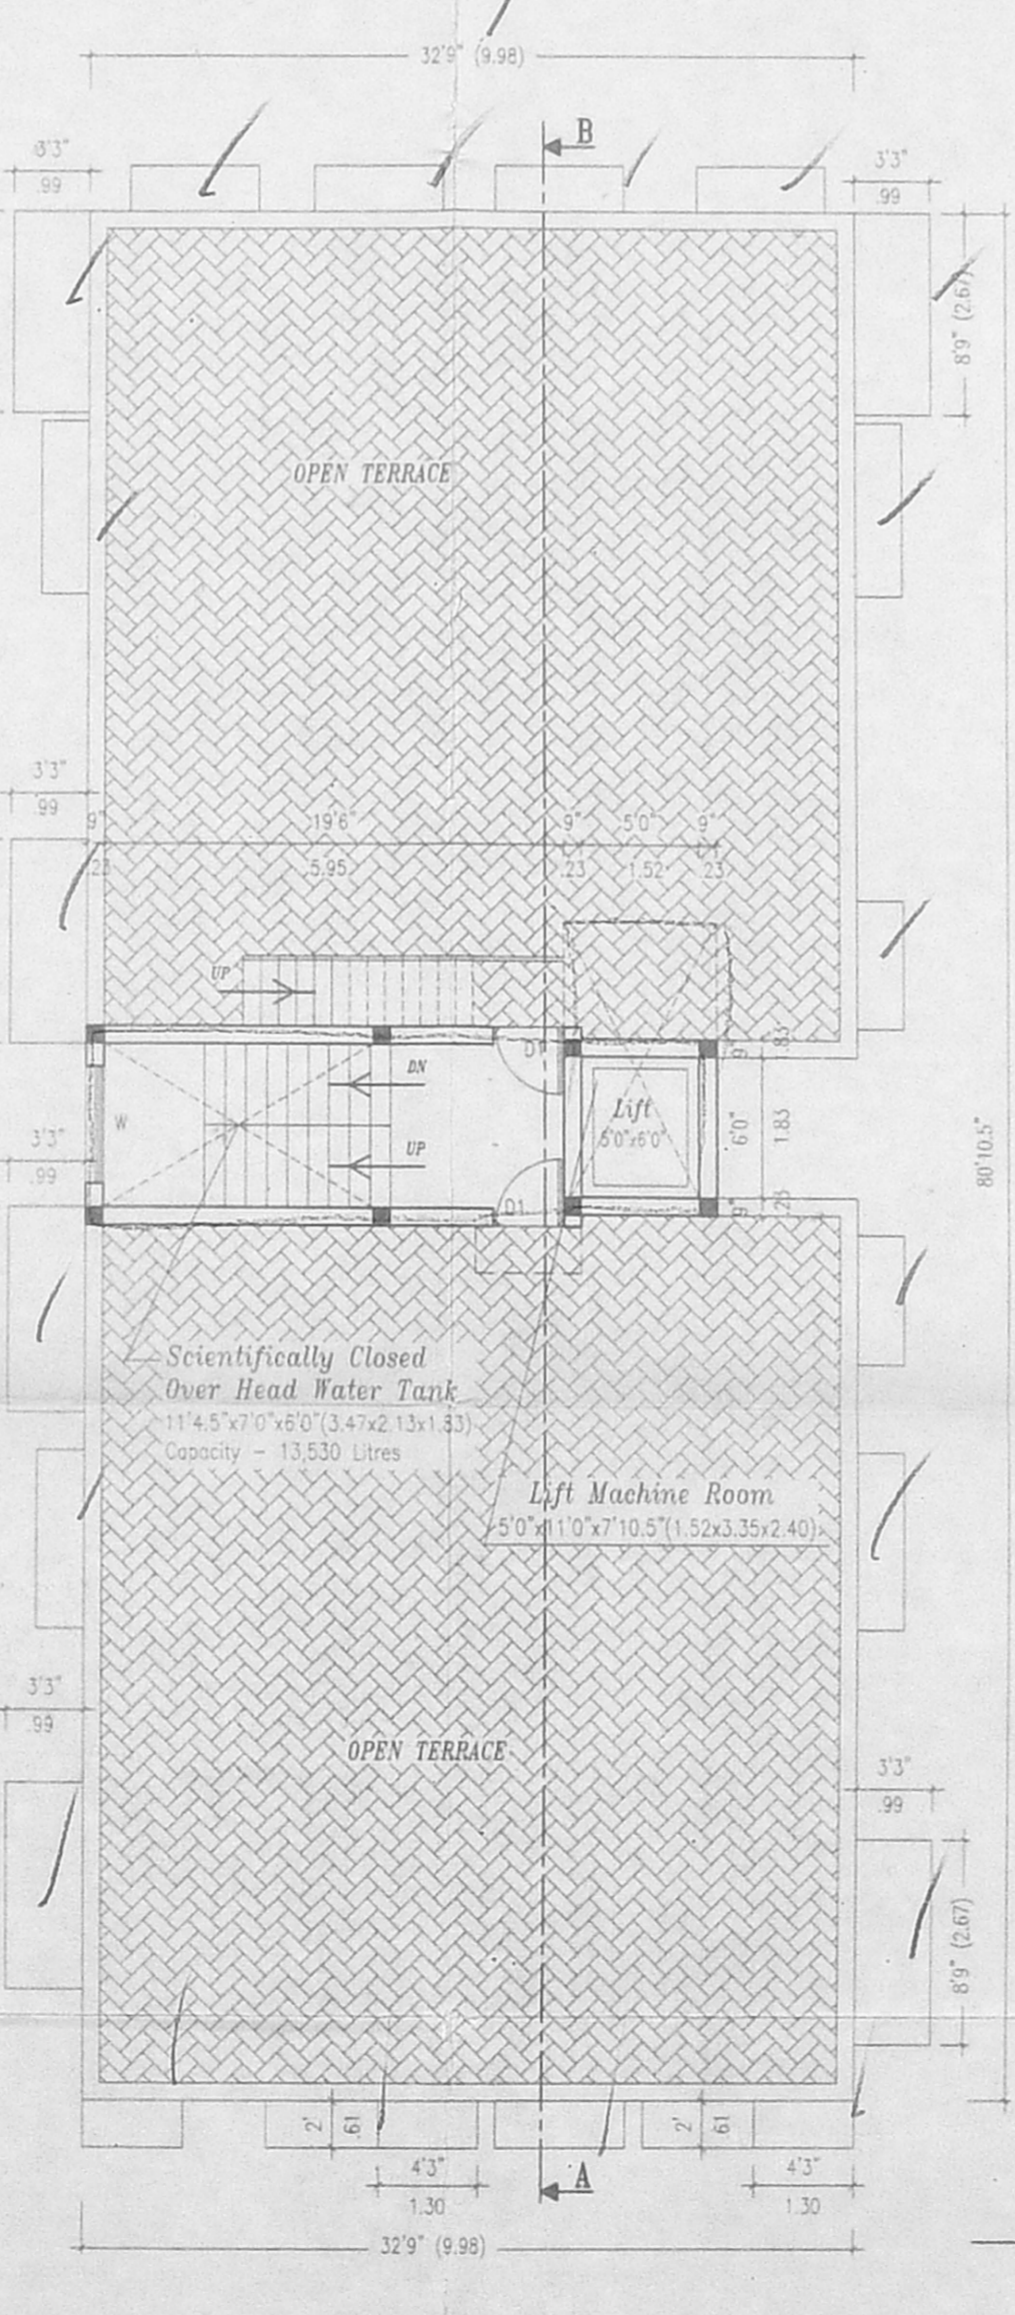 32'9" (9.98)
B
3'3"
.99
3'3"
.99
8'9" (2.67)
OPEN TERRACE
3'3"
.99
9"
19'6"
9"
5'0"
9"
.23
5.95
.23
1.52
.23
UP
D1
9"
.83
DN
W
Lift
5'0"x6'0"
6'0"
1.83
80'10.5"
3'3"
.99
UP
D1
9"
.23
Scientifically Closed
Over Head Water Tank
11'4.5"x7'0"x6'0"(3.47x2.13x1.83)
Capacity - 13,530 Litres
Lift Machine Room
5'0"x11'0"x7'10.5"(1.52x3.35x2.40)
3'3"
.99
OPEN TERRACE
3'3"
.99
8'9" (2.67)
2'
.61
2'
.61
4'3"
1.30
A
4'3"
1.30
32'9" (9.98)